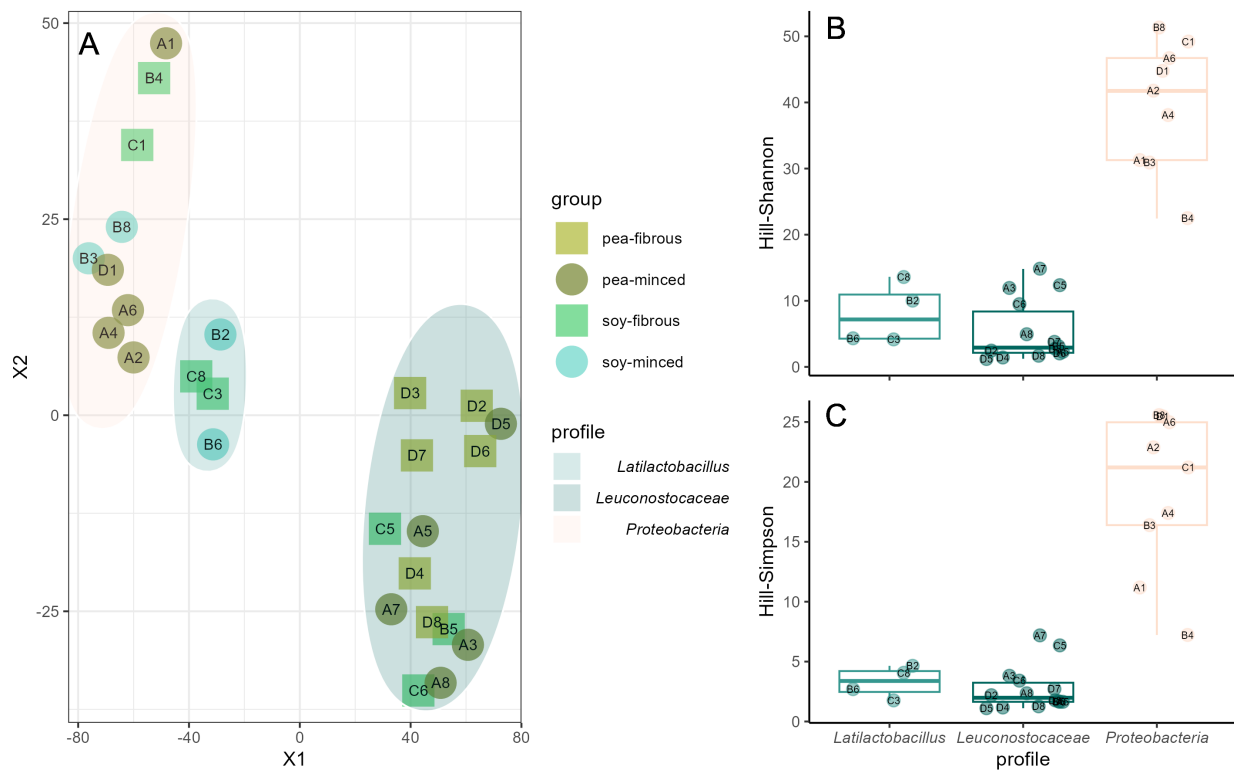 A
50
25
0
-25
-80
-40
0
40
80
X2
X1
A1
B4
C1
B8
B3
D1
A6
A4
A2
B2
C8
C3
B6
D3
D2
D5
D7
D6
C5
A5
D4
A7
D8
B5
A3
C6
A8
group
pea-fibrous
pea-minced
soy-fibrous
soy-minced
profile
Latilactobacillus
Leuconostocaceae
Proteobacteria
B
Hill-Shannon
50
40
30
20
10
0
B8
C1
A6
D1
A2
A4
A1
B3
B4
C8
B2
B6
C3
A7
A3
C5
C6
A8
D7
D2
D5
D4
D8
C
Hill-Simpson
25
20
15
10
5
0
D1
A6
A2
C1
A4
B3
A1
B4
B2
C8
B6
C3
A7
C5
A3
C6
D7
D2
A8
D5
D4
D8
Latilactobacillus
Leuconostocaceae
Proteobacteria
profile